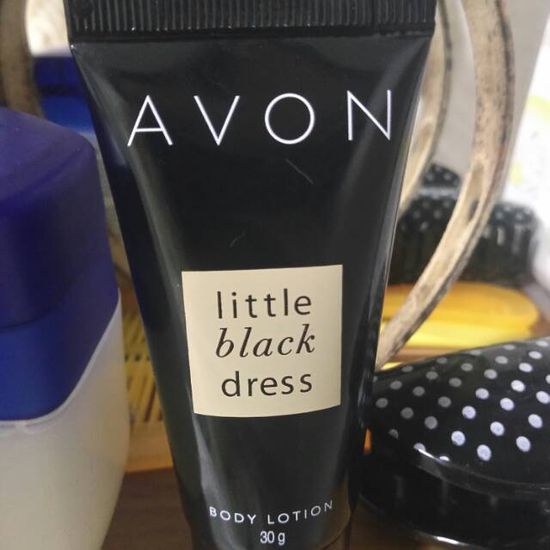 AVON
little
black
dress
BODY LOTION
30 g